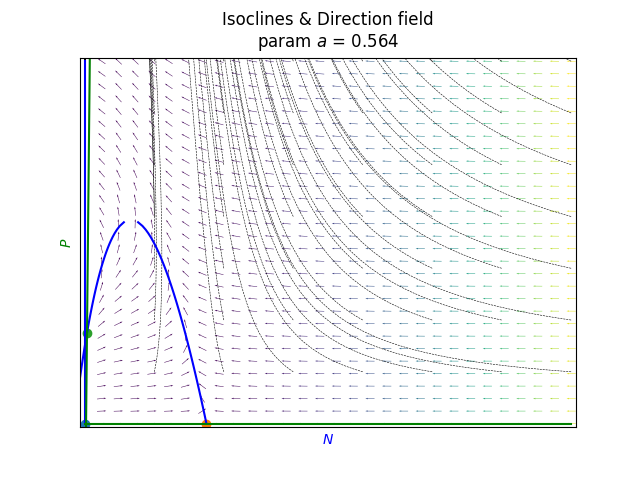 Isoclines & Direction field
param a = 0.564
P
N